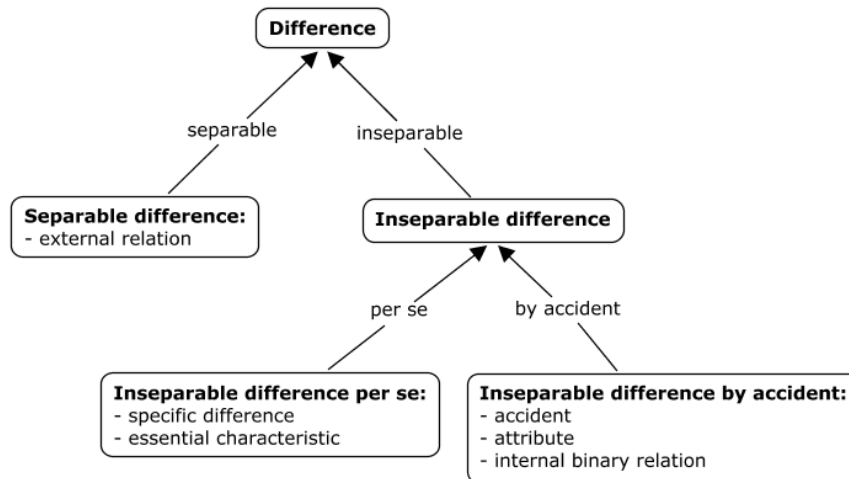 Difference
separable
inseparable
Separable difference:
- external relation
Inseparable difference
per se
by accident
Inseparable difference per se:
- specific difference
- essential characteristic
Inseparable difference by accident:
- accident
- attribute
- internal binary relation